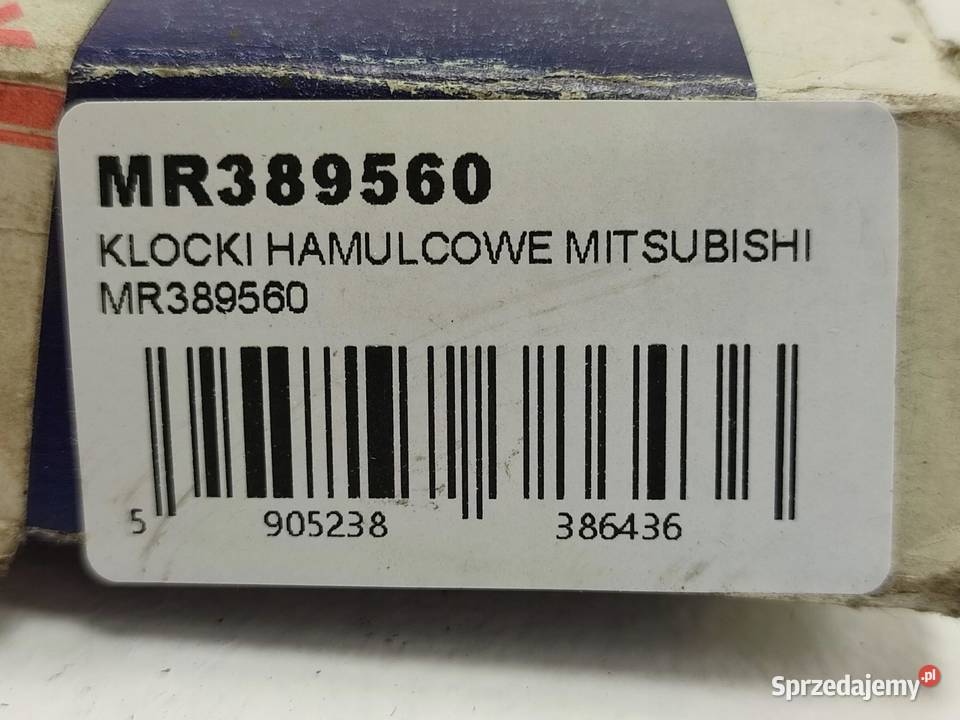 MR389560
KLOCKI HAMULCOWE MITSUBISHI
MR389560
5 905238 386436
Sprzedajemy.pl